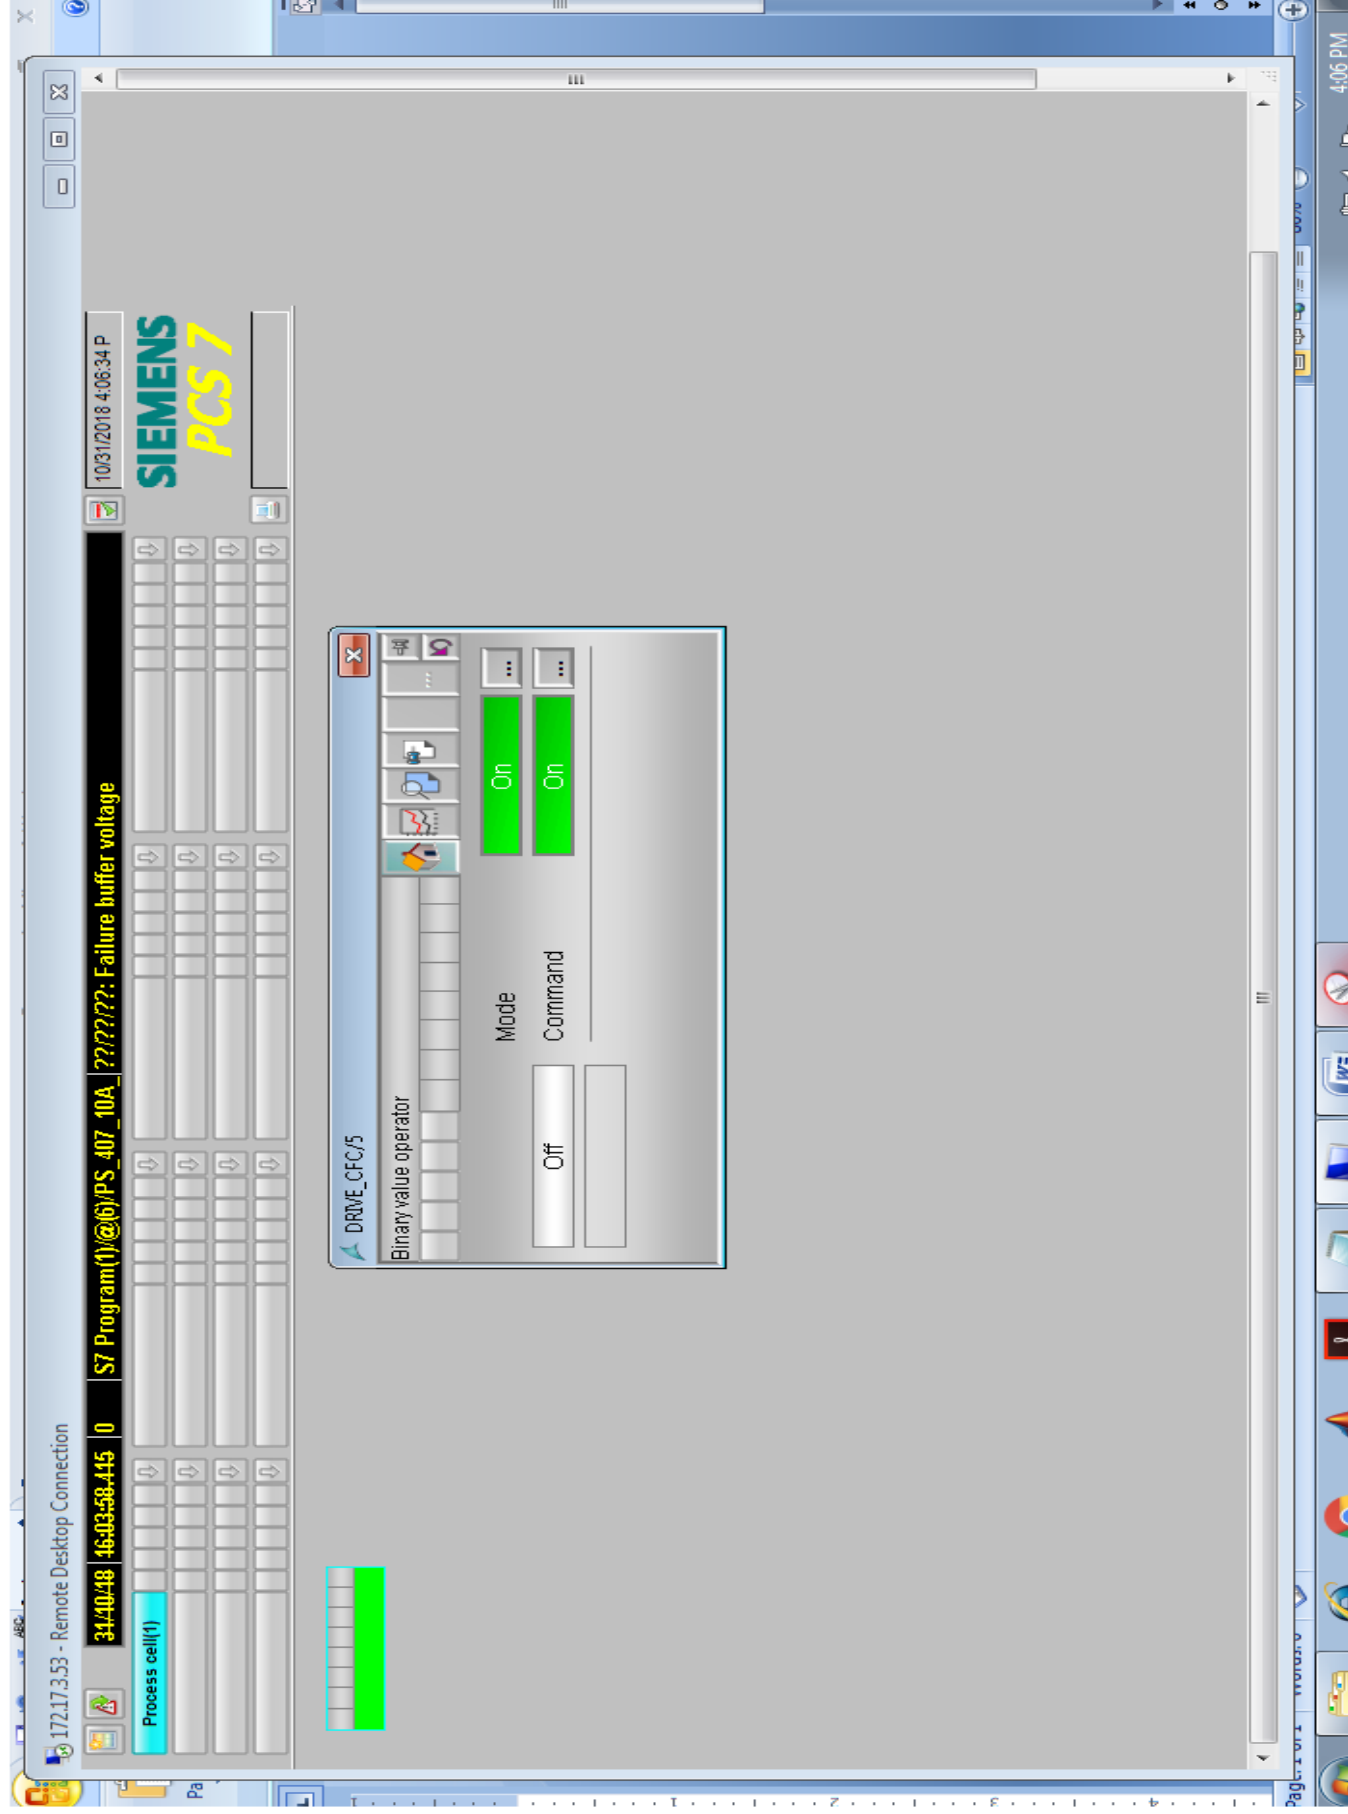 172.17.3.53 - Remote Desktop Connection
31/10/18 16:03:58.445 0 S7 Program(1)/@(6)/PS_407_10A_ ??/??/??: Failure buffer voltage
10/31/2018 4:06:34 P
Process cell(1)
SIEMENS
PCS 7
DRIVE_CFC/5
Binary value operator
Mode On ...
Off Command On ...
4:06 PM